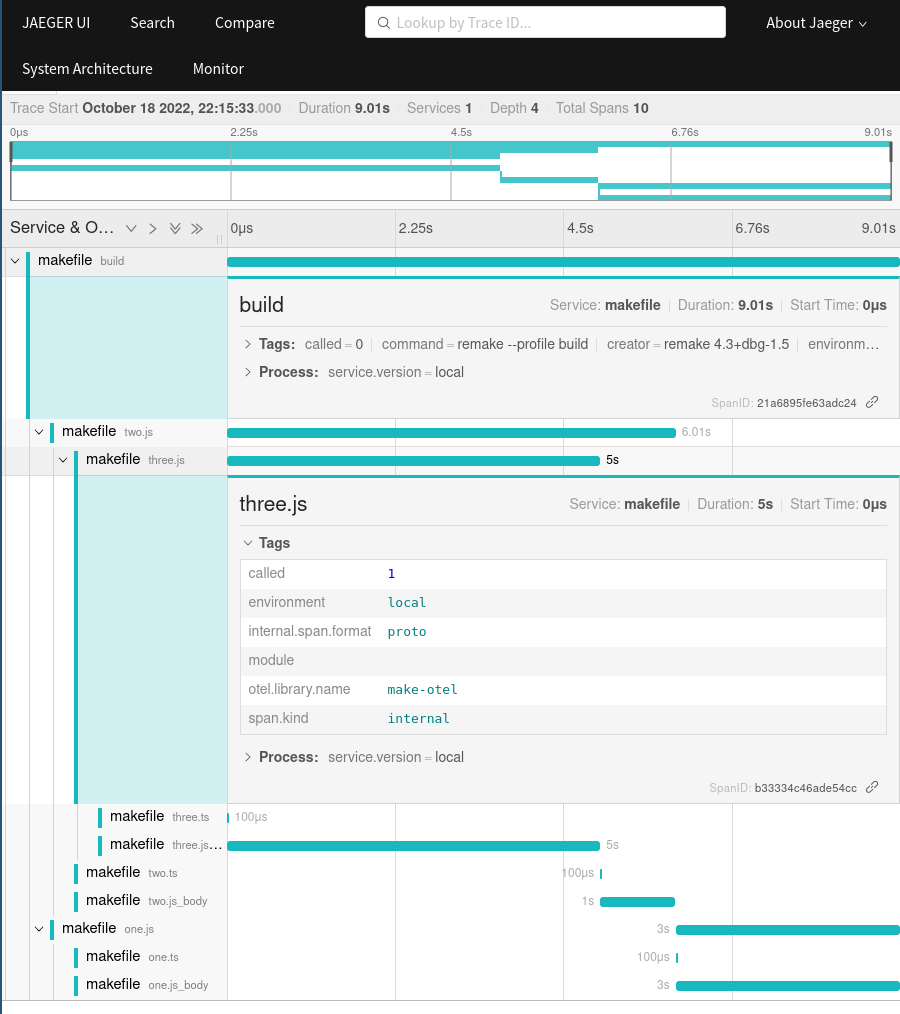 JAEGER UI Search Compare Lookup by Trace ID... About Jaeger
System Architecture Monitor
Trace Start October 18 2022, 22:15:33.000 Duration 9.01s Services 1 Depth 4 Total Spans 10
0μs 2.25s 4.5s 6.76s 9.01s
Service & O... 0μs 2.25s 4.5s 6.76s 9.01s
makefile build
build Service: makefile Duration: 9.01s Start Time: 0μs
Tags: called = 0 command = remake --profile build creator = remake 4.3+dbg-1.5 environm...
Process: service.version = local
SpanID: 21a6895fe63adc24
makefile two.js 6.01s
makefile three.js 5s
three.js Service: makefile Duration: 5s Start Time: 0μs
Tags
called 1
environment local
internal.span.format proto
module
otel.library.name make-otel
span.kind internal
Process: service.version = local
SpanID: b33334c46ade54cc
makefile three.ts 100μs
makefile three.js... 5s
makefile two.ts 100μs
makefile two.js_body 1s
makefile one.js 3s
makefile one.ts 100μs
makefile one.js_body 3s